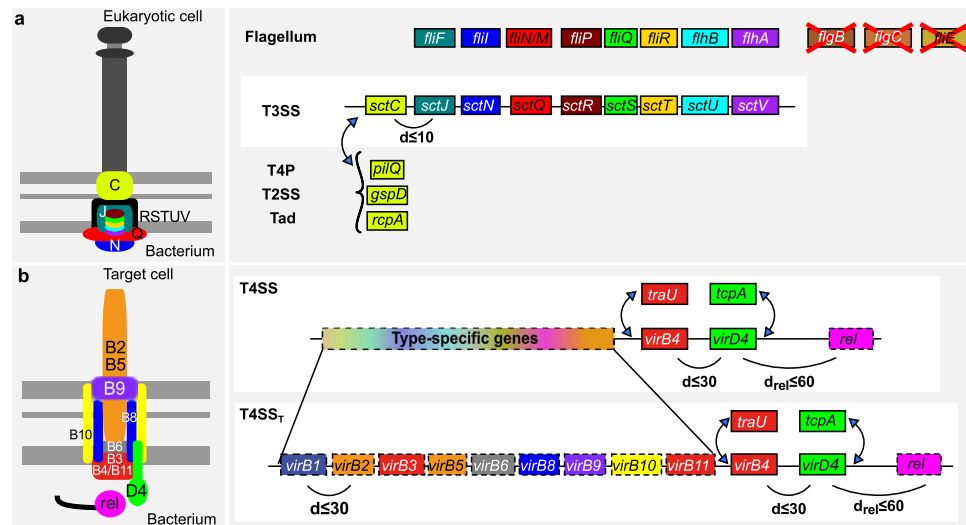 a
Eukaryotic cell
C
J
RSTUV
Q
N
Bacterium
Flagellum
fliF fliI fliN/M fliP fliQ fliR flhB flhA flgB flgC fliE
T3SS
sctC sctJ sctN sctQ sctR sctS sctT sctU sctV
d≤10
T4P pilQ
T2SS gspD
Tad rcpA
b
Target cell
B2
B5
B9
B8
B10
B6
B3
B4/B11
D4
rel
Bacterium
T4SS
traU tcpA
Type-specific genes virB4 virD4 rel
d≤30 drel≤60
T4SST
traU tcpA
virB1 virB2 virB3 virB5 virB6 virB8 virB9 virB10 virB11 virB4 virD4 rel
d≤30 d≤30 drel≤60